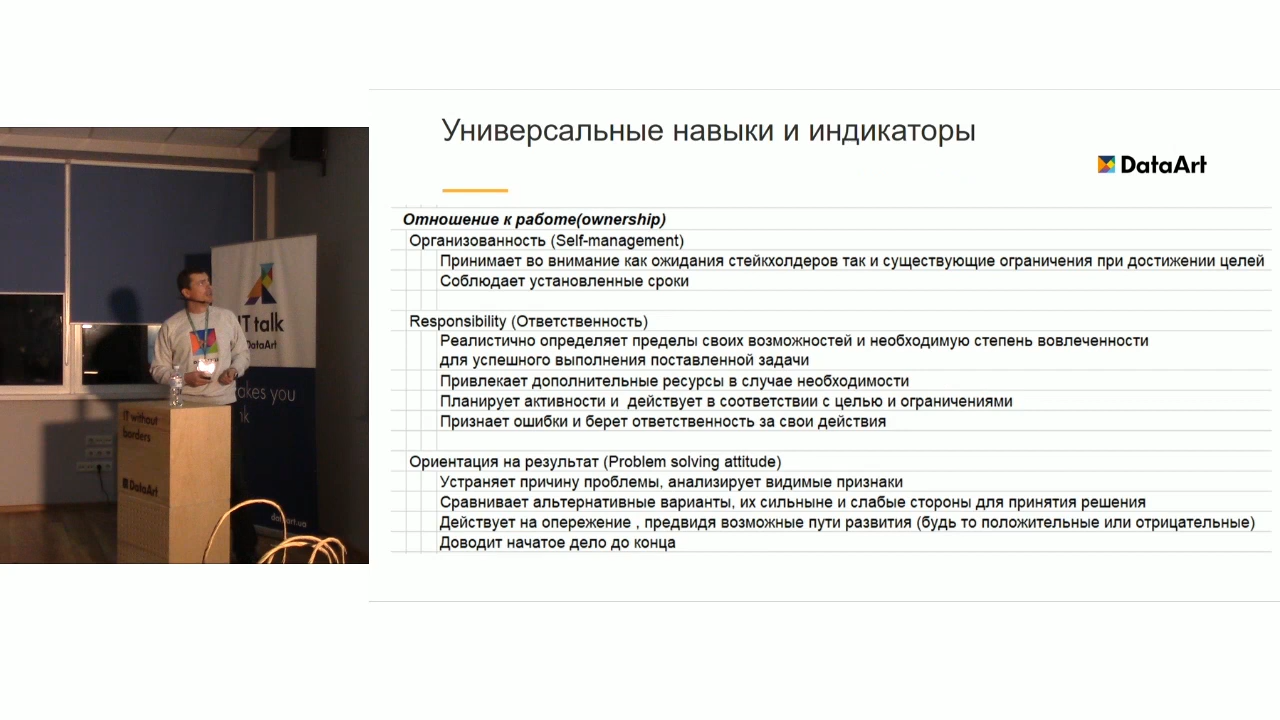 Универсальные навыки и индикаторы
DataArt
Отношение к работе(ownership)
Организованность (Self-management)
Принимает во внимание как ожидания стейкхолдеров так и существующие ограничения при достижении целей
Соблюдает установленные сроки
Responsibility (Ответственность)
Реалистично определяет пределы своих возможностей и необходимую степень вовлеченности
для успешного выполнения поставленной задачи
Привлекает дополнительные ресурсы в случае необходимости
Планирует активности и действует в соответствии с целью и ограничениями
Признает ошибки и берет ответственность за свои действия
Ориентация на результат (Problem solving attitude)
Устраняет причину проблемы, анализирует видимые признаки
Сравнивает альтернативные варианты, их сильныне и слабые стороны для принятия решения
Действует на опережение , предвидя возможные пути развития (будь то положительные или отрицательные)
Доводит начатое дело до конца
IT talk
DataArt
akes you
IT without
borders
DataArt